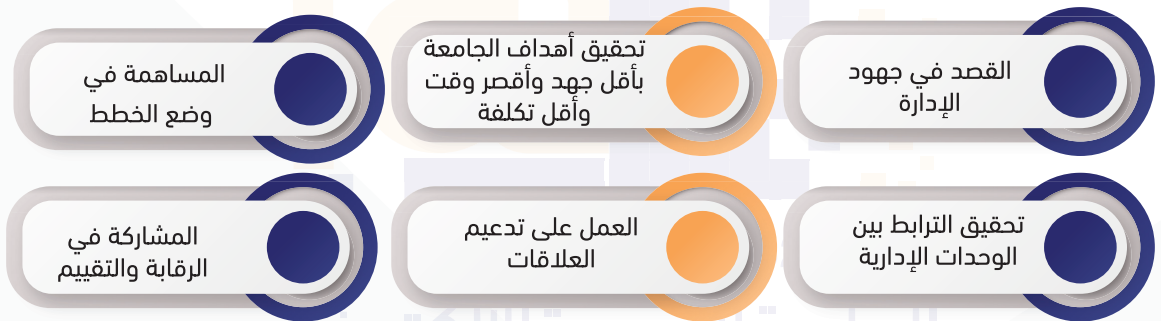 القصد في جهود
الإدارة
تحقيق أهداف الجامعة
بأقل جهد وأقصر وقت
وأقل تكلفة
المساهمة في
وضع الخطط
تحقيق الترابط بين
الوحدات الإدارية
العمل على تدعيم
العلاقات
المشاركة في
الرقابة والتقييم